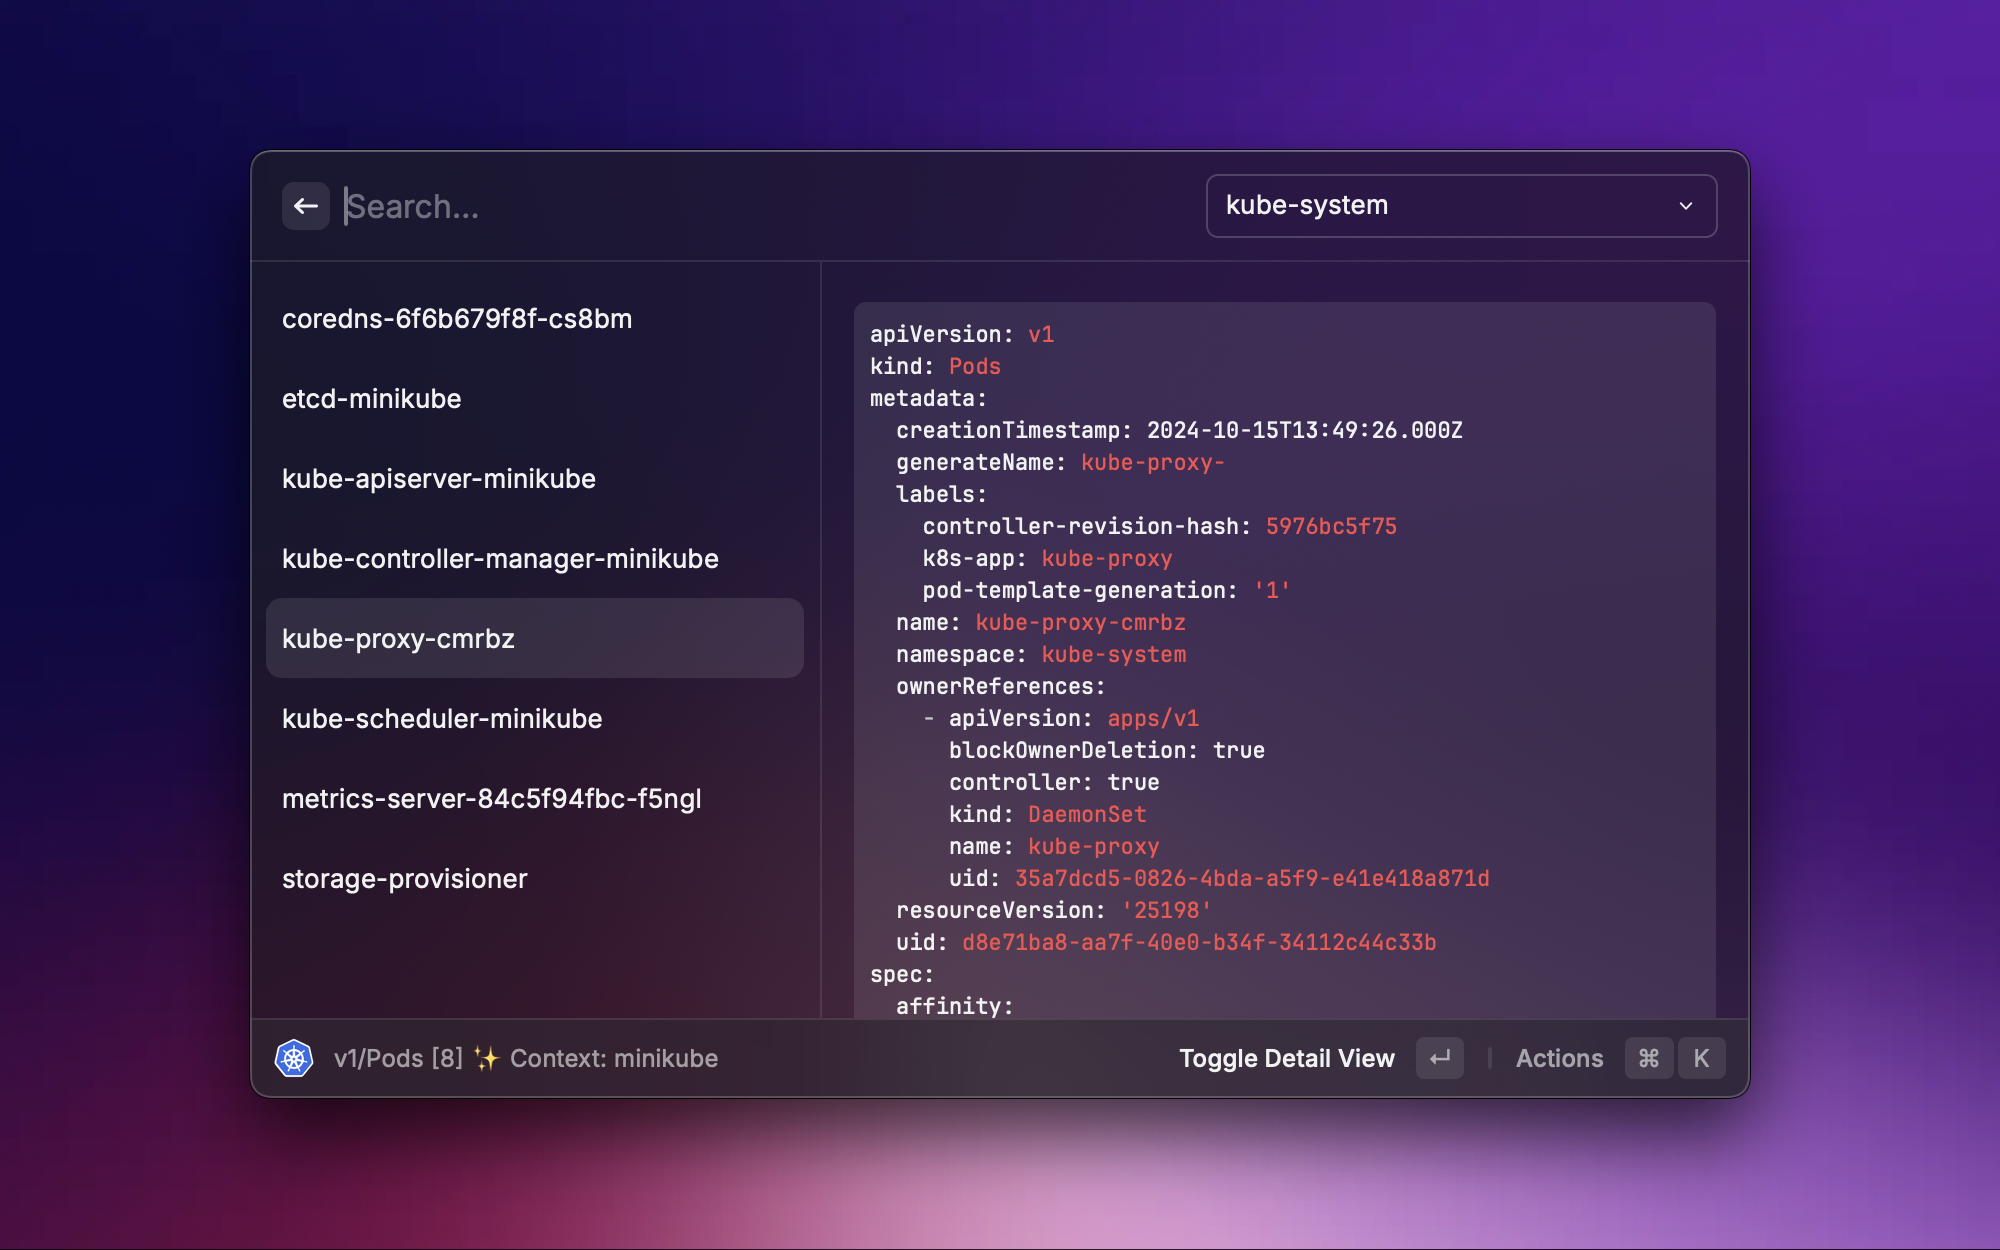 Search...
kube-system
coredns-6f6b679f8f-cs8bm
etcd-minikube
kube-apiserver-minikube
kube-controller-manager-minikube
kube-proxy-cmrbz
kube-scheduler-minikube
metrics-server-84c5f94fbc-f5ngl
storage-provisioner
apiVersion: v1
kind: Pods
metadata:
  creationTimestamp: 2024-10-15T13:49:26.000Z
  generateName: kube-proxy-
  labels:
    controller-revision-hash: 5976bc5f75
    k8s-app: kube-proxy
    pod-template-generation: '1'
  name: kube-proxy-cmrbz
  namespace: kube-system
  ownerReferences:
    - apiVersion: apps/v1
      blockOwnerDeletion: true
      controller: true
      kind: DaemonSet
      name: kube-proxy
      uid: 35a7dcd5-0826-4bda-a5f9-e41e418a871d
  resourceVersion: '25198'
  uid: d8e71ba8-aa7f-40e0-b34f-34112c44c33b
spec:
  affinity:
v1/Pods [8] ✨ Context: minikube
Toggle Detail View ↵ | Actions ⌘ K